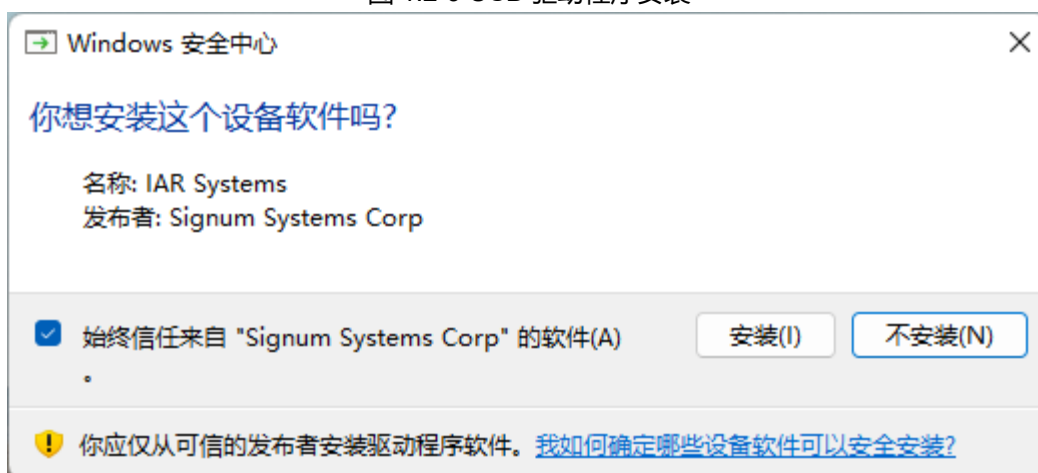 Windows 安全中心
你想安装这个设备软件吗?
名称: IAR Systems
发布者: Signum Systems Corp
始终信任来自 "Signum Systems Corp" 的软件(A)
。
安装(I)
不安装(N)
你应仅从可信的发布者安装驱动程序软件。我如何确定哪些设备软件可以安全安装?